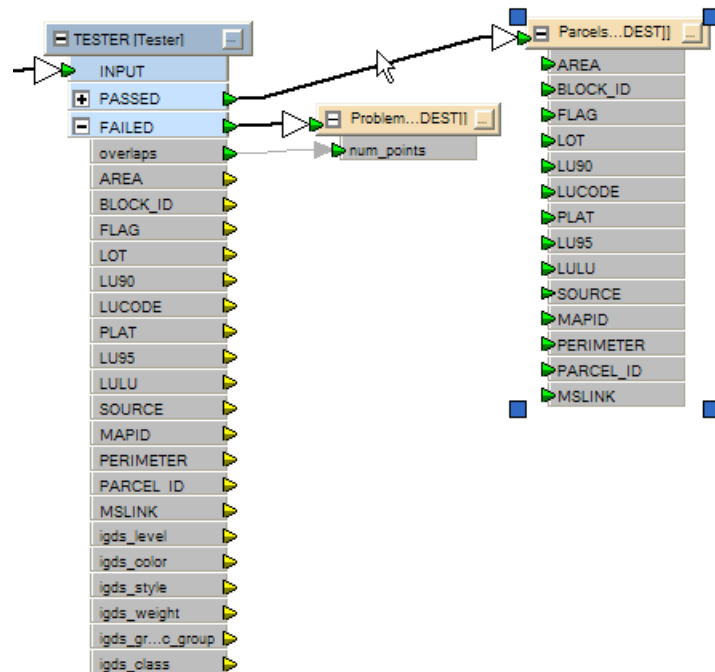 TESTER [Tester] ...
INPUT
PASSED
FAILED
overlaps
AREA
BLOCK_ID
FLAG
LOT
LU90
LUCODE
PLAT
LU95
LULU
SOURCE
MAPID
PERIMETER
PARCEL_ID
MSLINK
igds_level
igds_color
igds_style
igds_weight
igds_gr...c_group
igds_class
Problem...DEST]] ...
num_points
Parcels...DEST]] ...
AREA
BLOCK_ID
FLAG
LOT
LU90
LUCODE
PLAT
LU95
LULU
SOURCE
MAPID
PERIMETER
PARCEL_ID
MSLINK